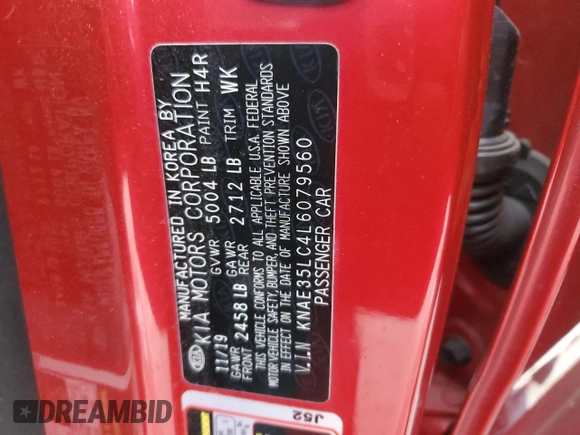 MANUFACTURED IN KOREA BY
KIA KIA MOTORS CORPORATION
11/19 GVWR 5004 LB PAINT H4R
GAWR FRONT 2458 LB GAWR REAR 2712 LB TRIM WK
THIS VEHICLE CONFORMS TO ALL APPLICABLE U.S.A. FEDERAL
MOTOR VEHICLE SAFETY, BUMPER, AND THEFT PREVENTION STANDARDS
IN EFFECT ON THE DATE OF MANUFACTURE SHOWN ABOVE
V.I.N KNAE35LC4L6079560
PASSENGER CAR
J52
DREAMBID